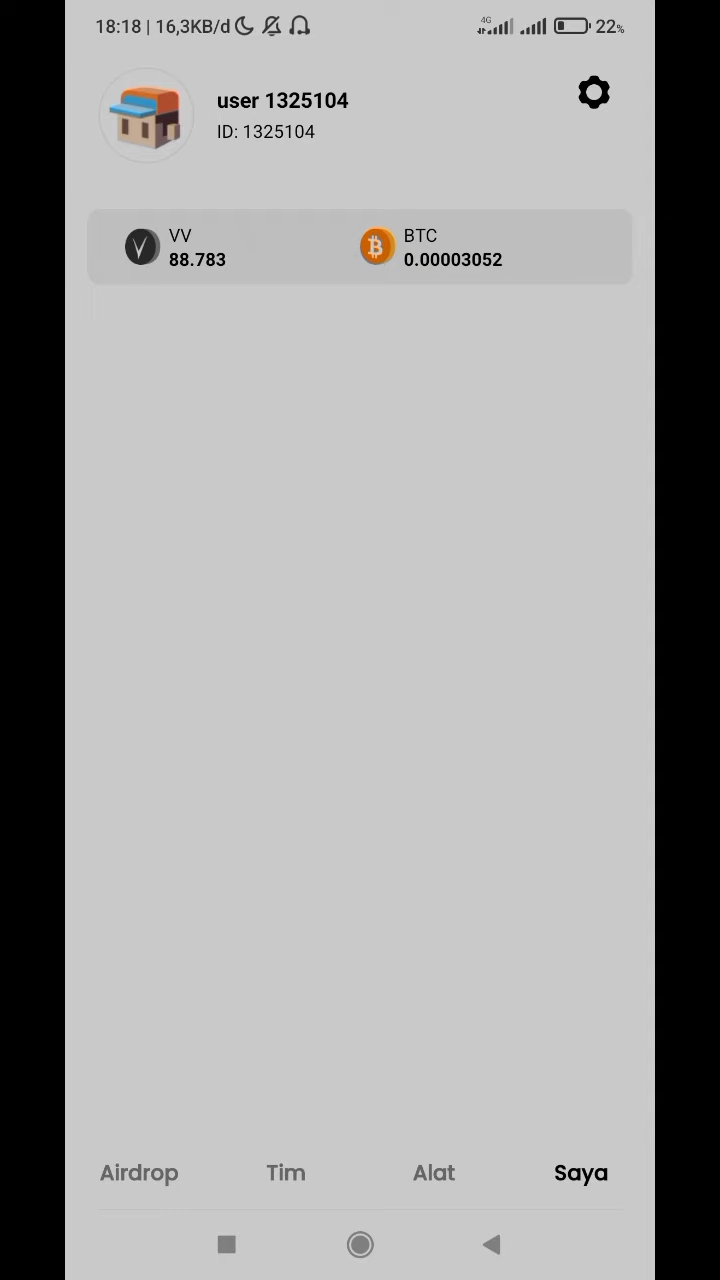 18:18 | 16,3KB/d 4G 22%
user 1325104
ID: 1325104
VV
88.783
BTC
0.00003052
Airdrop Tim Alat Saya